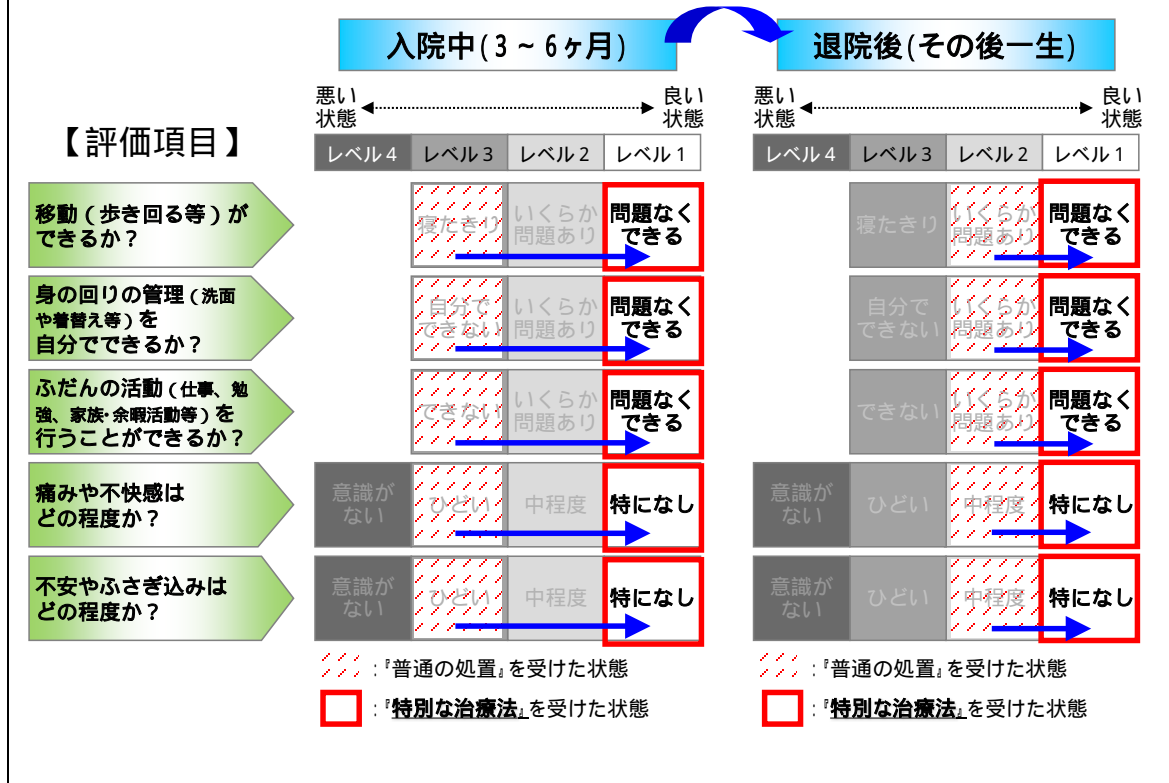 入院中(3～6ヶ月)
退院後(その後一生)
悪い
状態
良い
状態
悪い
状態
良い
状態
【評価項目】
レベル4
レベル3
レベル2
レベル1
レベル4
レベル3
レベル2
レベル1
移動(歩き回る等)が
できるか？
寝たきり
いくらか
問題あり
問題なく
できる
寝たきり
いくらか
問題あり
問題なく
できる
身の回りの管理(洗面
や着替え等)を
自分でできるか？
自分で
できない
いくらか
問題あり
問題なく
できる
自分で
できない
いくらか
問題あり
問題なく
できる
ふだんの活動(仕事、勉
強、家族･余暇活動等)を
行うことができるか？
できない
いくらか
問題あり
問題なく
できる
できない
いくらか
問題あり
問題なく
できる
痛みや不快感は
どの程度か？
意識が
ない
ひどい
中程度
特になし
意識が
ない
ひどい
中程度
特になし
不安やふさぎ込みは
どの程度か？
意識が
ない
ひどい
中程度
特になし
意識が
ない
ひどい
中程度
特になし
:『普通の処置』を受けた状態
:『普通の処置』を受けた状態
:『特別な治療法』を受けた状態
:『特別な治療法』を受けた状態